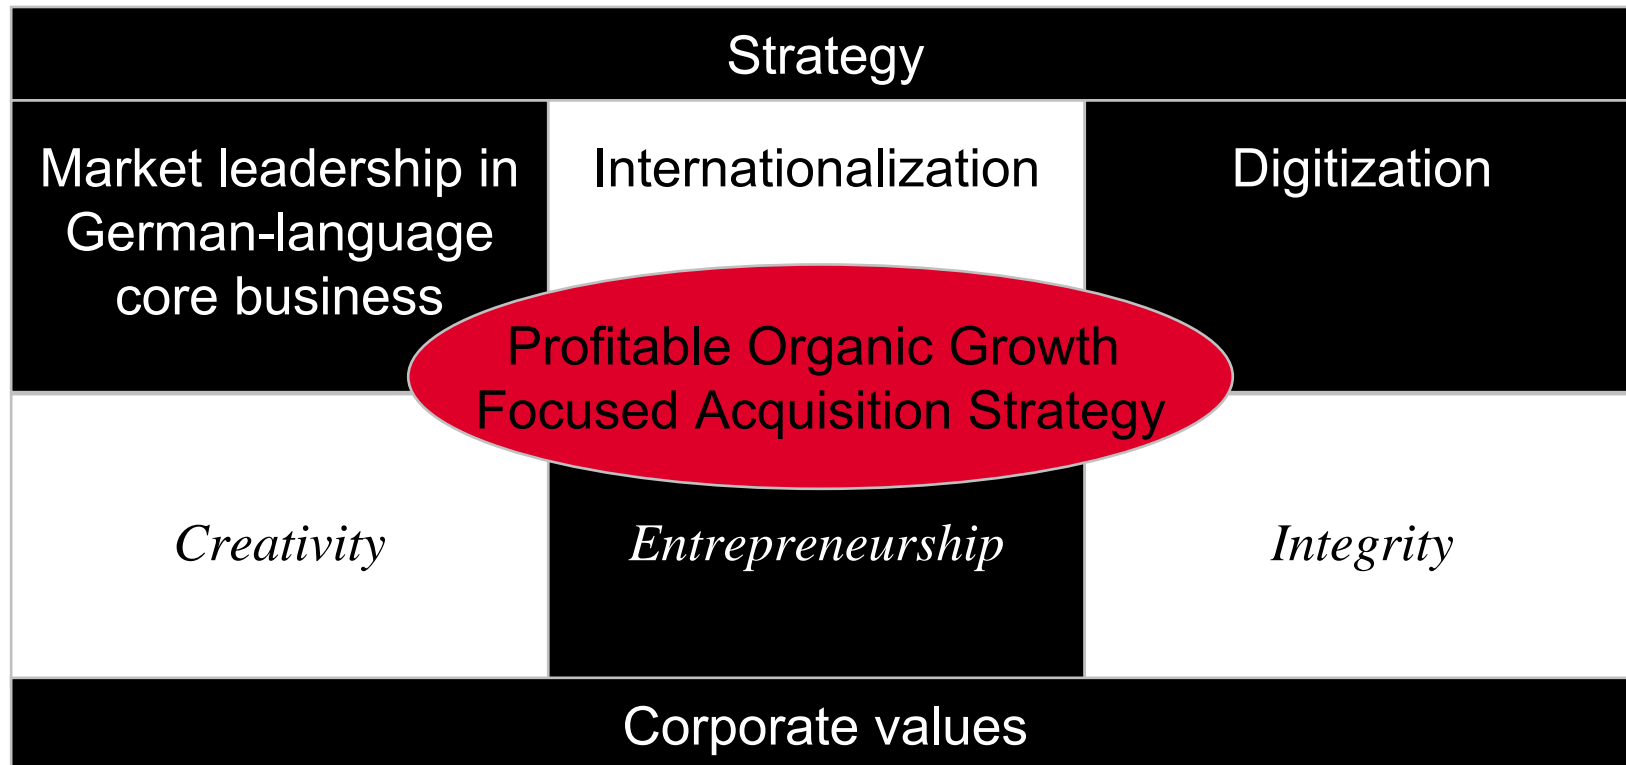 Strategy
Market leadership in
German-language
core business
Internationalization
Digitization
Profitable Organic Growth
Focused Acquisition Strategy
Creativity
Entrepreneurship
Integrity
Corporate values